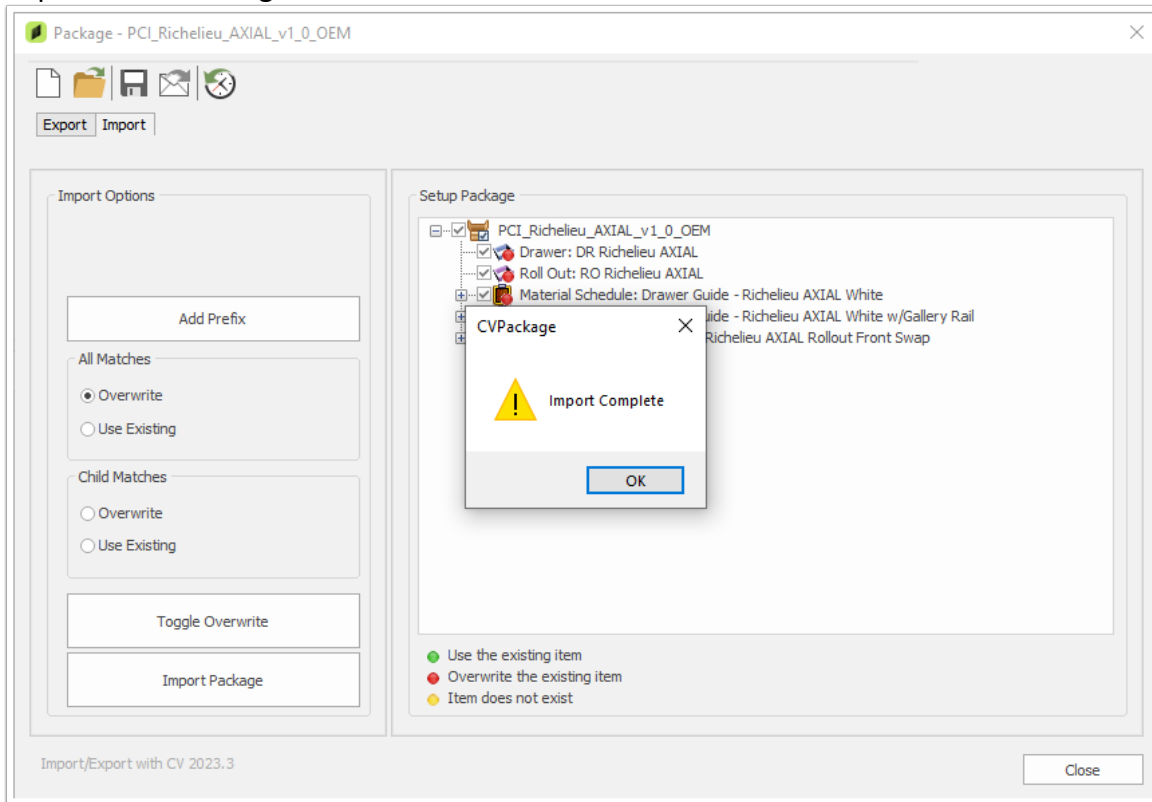 Package - PCI_Richelieu_AXIAL_v1_0_OEM
Export Import
Import Options
Setup Package
PCI_Richelieu_AXIAL_v1_0_OEM
Drawer: DR Richelieu AXIAL
Roll Out: RO Richelieu AXIAL
Material Schedule: Drawer Guide - Richelieu AXIAL White
- Richelieu AXIAL White w/Gallery Rail
Richelieu AXIAL Rollout Front Swap
Add Prefix
All Matches
Overwrite
Use Existing
Child Matches
Overwrite
Use Existing
Toggle Overwrite
Import Package
CVPackage
Import Complete
OK
Use the existing item
Overwrite the existing item
Item does not exist
Import/Export with CV 2023.3
Close